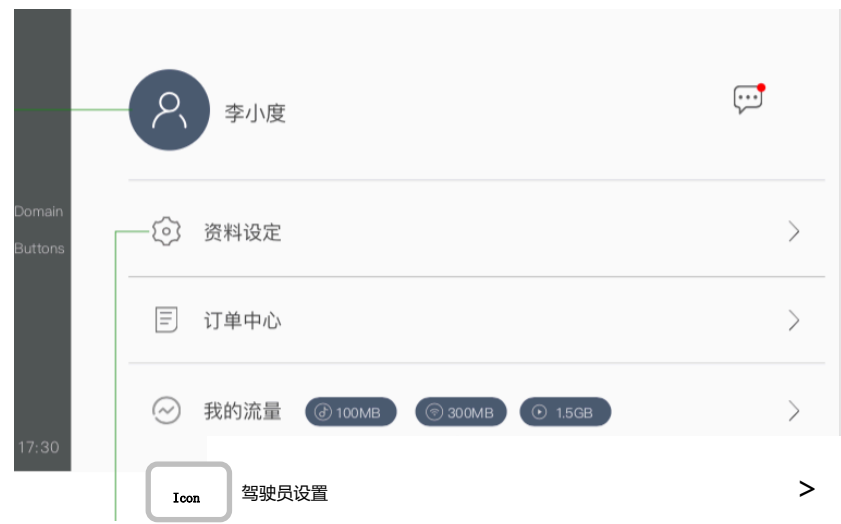 李小度
Domain
资料设定
Buttons
订单中心
我的流量 100MB 300MB 1.5GB
17:30
Icon 驾驶员设置 >